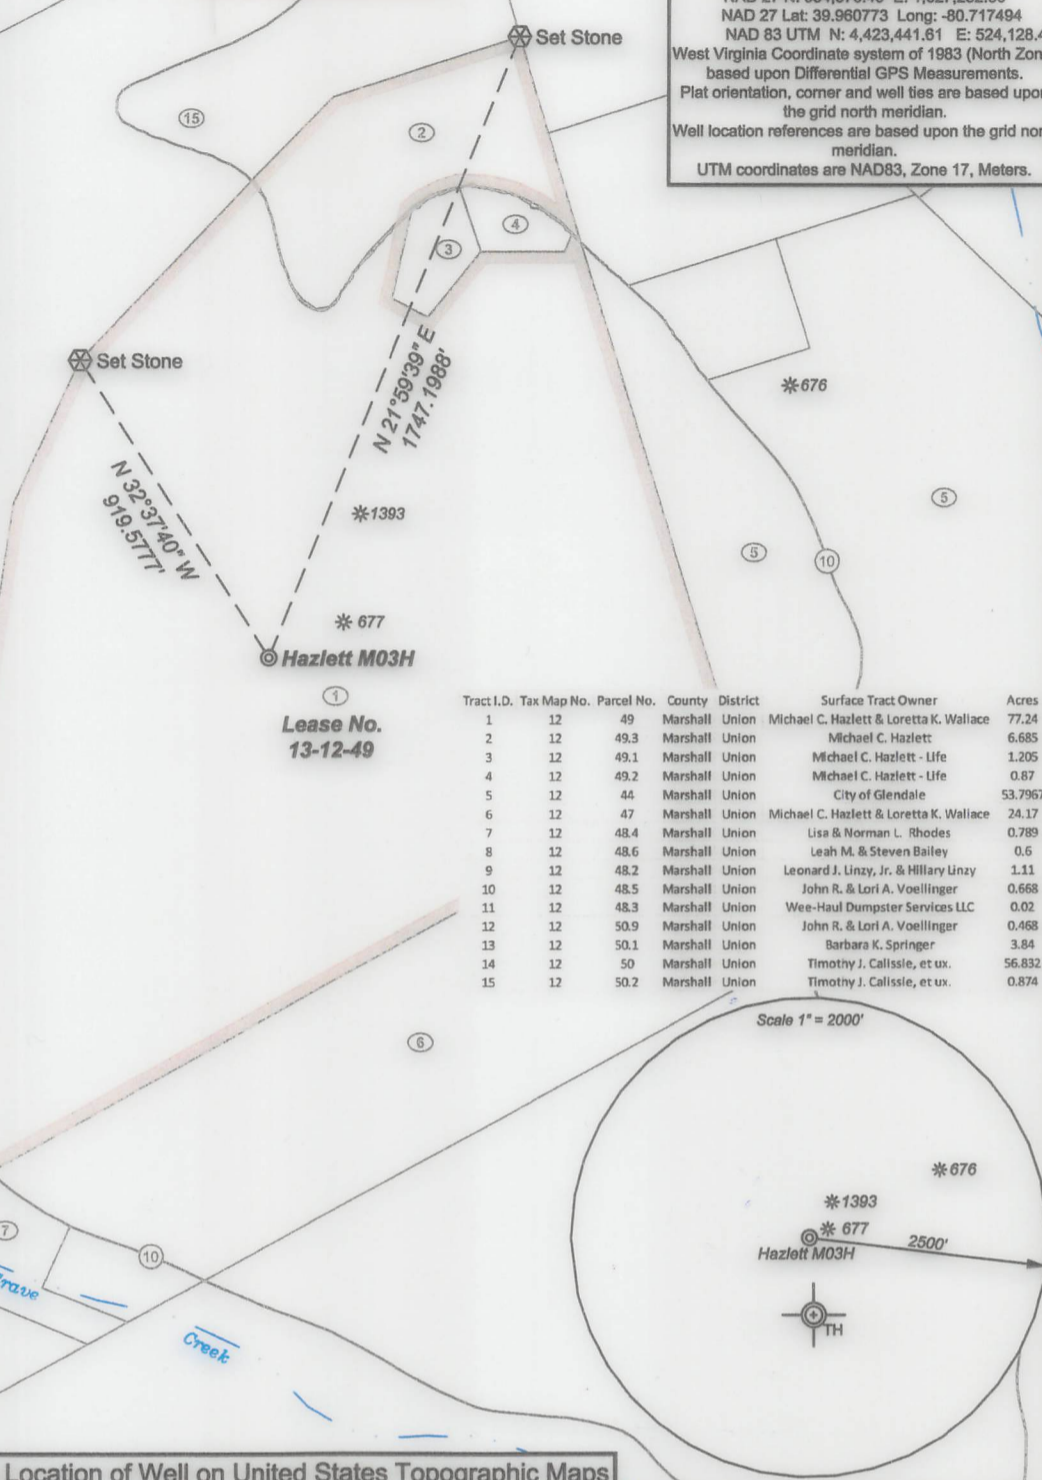 NAD 27 Lat: 39.960773 Long: -80.717494
NAD 83 UTM N: 4,423,441.61 E: 524,128.4
West Virginia Coordinate system of 1983 (North Zon
based upon Differential GPS Measurements.
Plat orientation, corner and well ties are based upon
the grid north meridian.
Well location references are based upon the grid nor
meridian.
UTM coordinates are NAD83, Zone 17, Meters.
Set Stone
15
2
4
3
Set Stone
N 21°59'39" E
1747.1988'
676
N 32°37'40" W
919.5777'
1393
5
5
10
677
Hazlett M03H
1
Lease No.
13-12-49
Tract I.D. Tax Map No. Parcel No. County District Surface Tract Owner Acres
1 12 49 Marshall Union Michael C. Hazlett & Loretta K. Wallace 77.24
2 12 49.3 Marshall Union Michael C. Hazlett 6.685
3 12 49.1 Marshall Union Michael C. Hazlett - Life 1.205
4 12 49.2 Marshall Union Michael C. Hazlett - Life 0.87
5 12 44 Marshall Union City of Glendale 53.7967
6 12 47 Marshall Union Michael C. Hazlett & Loretta K. Wallace 24.17
7 12 48.4 Marshall Union Lisa & Norman L. Rhodes 0.789
8 12 48.6 Marshall Union Leah M. & Steven Bailey 0.6
9 12 48.2 Marshall Union Leonard J. Linzy, Jr. & Hillary Linzy 1.11
10 12 48.5 Marshall Union John R. & Lori A. Voellinger 0.668
11 12 48.3 Marshall Union Wee-Haul Dumpster Services LLC 0.02
12 12 50.9 Marshall Union John R. & Lori A. Voellinger 0.468
13 12 50.1 Marshall Union Barbara K. Springer 3.84
14 12 50 Marshall Union Timothy J. Calissie, et ux. 56.832
15 12 50.2 Marshall Union Timothy J. Calissie, et ux. 0.874
Scale 1" = 2000'
6
676
1393
677
Hazlett M03H
2500'
7
10
rave
Creek
TH
Location of Well on United States Topographic Maps